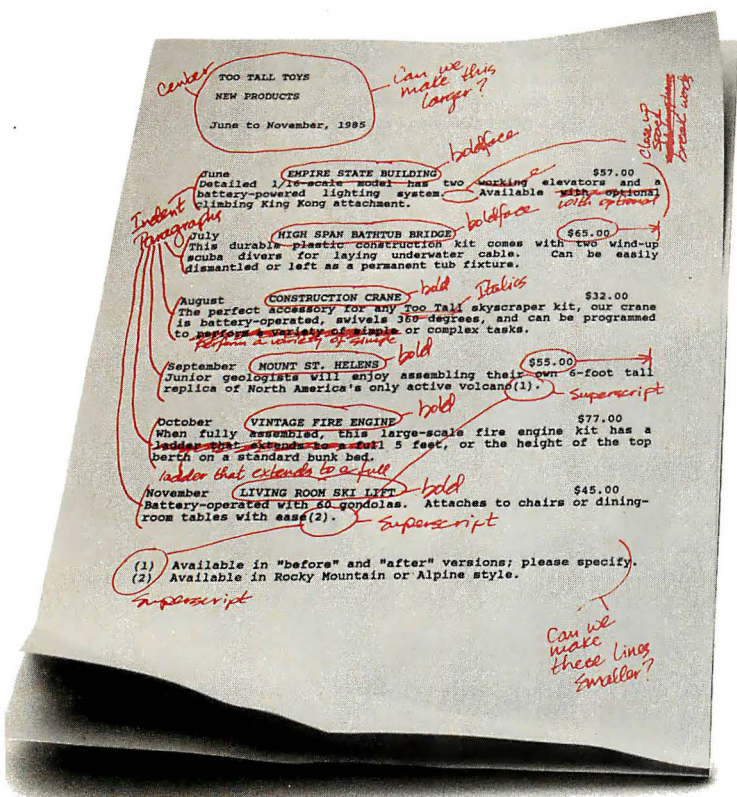 center
TOO TALL TOYS
NEW PRODUCTS
June to November, 1985
Can we
make this
larger?
Close up
space
break words
boldface
June EMPIRE STATE BUILDING $57.00
Detailed 1/16-scale model has two working elevators and a
battery-powered lighting system. Available with optional
with optional
climbing King Kong attachment.
Indent
Paragraphs
boldface
July HIGH SPAN BATHTUB BRIDGE $65.00
This durable plastic construction kit comes with two wind-up
scuba divers for laying underwater cable. Can be easily
dismantled or left as a permanent tub fixture.
August CONSTRUCTION CRANE bold Italics $32.00
The perfect accessory for any Too Tall skyscraper kit, our crane
is battery-operated, swivels 360 degrees, and can be programmed
to perform a variety of simple or complex tasks.
perform a variety of simple
September MOUNT ST. HELENS bold $55.00
Junior geologists will enjoy assembling their own 6-foot tall
replica of North America's only active volcano(1).
Superscript
October VINTAGE FIRE ENGINE bold $77.00
When fully assembled, this large-scale fire engine kit has a
ladder that extends to a full 5 feet, or the height of the top
berth on a standard bunk bed.
ladder that extends to a full
November LIVING ROOM SKI LIFT bold $45.00
Battery-operated with 60 gondolas. Attaches to chairs or dining-
room tables with ease(2).
Superscript
(1) Available in "before" and "after" versions; please specify.
(2) Available in Rocky Mountain or Alpine style.
Superscript
Can we
make
these lines
smaller?